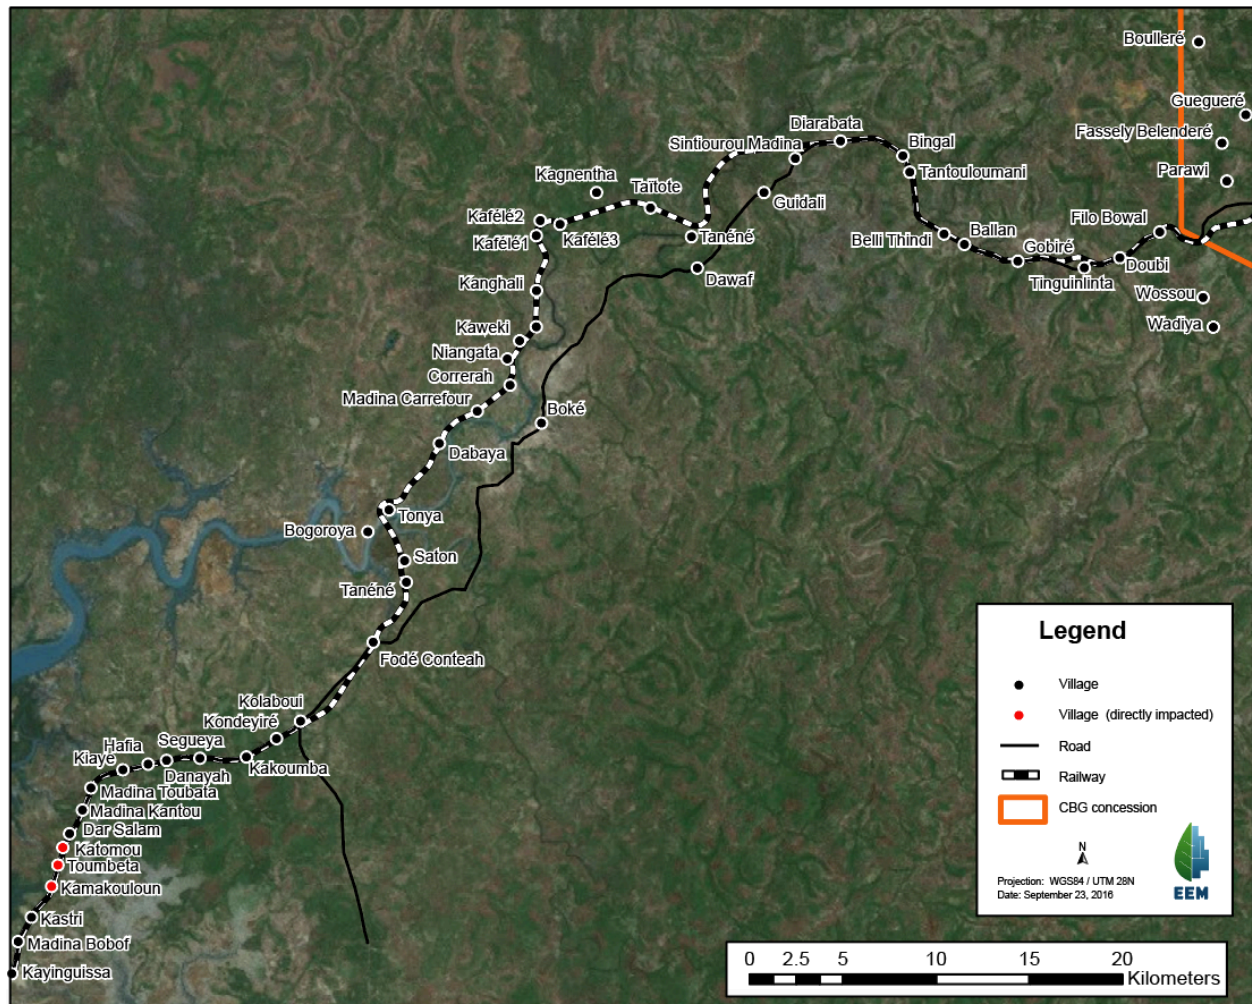 Boulleré
Guegueré
Diarabata
Fassely Belenderé
Sintiourou Madina
Bingal
Kagnentha
Tantouloumani
Parawi
Taïtote
Guidali
Kafélé2
Filo Bowal
Kafélé3
Tanéné
Belli Thindi
Ballan
Kafélé1
Gobiré
Doubi
Dawaf
Tinguinlinta
Kanghali
Wossou
Kaweki
Wadiya
Niangata
Correrah
Madina Carrefour
Boké
Dabaya
Tonya
Bogoroya
Saton
Tanéné
Fodé Conteah
Kolaboui
Kondeyiré
Segueya
Hafia
Kiayé
Kakoumba
Danayah
Madina Toubata
Madina Kantou
Dar Salam
Katomou
Toumbeta
Kamakouloun
Kastri
Madina Bobof
Kayinguissa
Legend
Village
Village (directly impacted)
Road
Railway
CBG concession
N
Projection: WGS84 / UTM 28N
Date: September 23, 2016
EEM
0 2.5 5 10 15 20
Kilometers